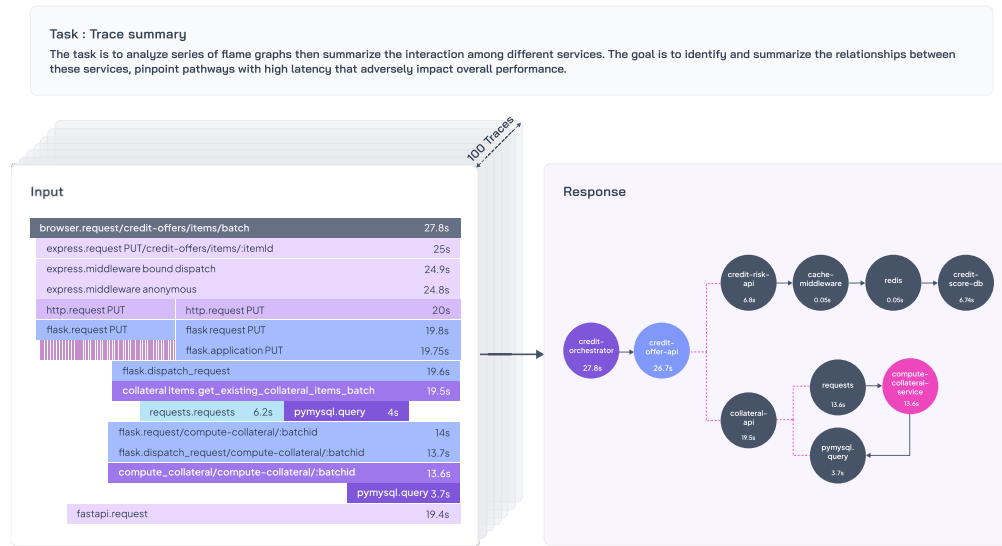 Task : Trace summary
The task is to analyze series of flame graphs then summarize the interaction among different services. The goal is to identify and summarize the relationships between
these services, pinpoint pathways with high latency that adversely impact overall performance.
100 Traces
Input
browser.request/credit-offers/items/batch 27.8s
express.request PUT/credit-offers/items/:itemId 25s
express.middleware bound dispatch 24.9s
express.middleware anonymous 24.8s
http.request PUT http.request PUT 20s
flask.request PUT flask request PUT 19.8s
flask.application PUT 19.75s
flask.dispatch_request 19.6s
collateral items.get_existing_collateral_items_batch 19.5s
requests.requests 6.2s pymysql.query 4s
flask.request/compute-collateral/:batchid 14s
flask.dispatch_request/compute-collateral/:batchid 13.7s
compute_collateral/compute-collateral/:batchid 13.6s
pymysql.query 3.7s
fastapi.request 19.4s
Response
credit-
orchestrator
27.8s
credit-
offer-api
26.7s
credit-risk-
api
6.8s
cache-
middleware
0.05s
redis
0.05s
credit-
score-db
6.74s
collateral-
api
19.5s
requests
13.6s
compute-
collateral-
service
13.6s
pymysql.
query
3.7s